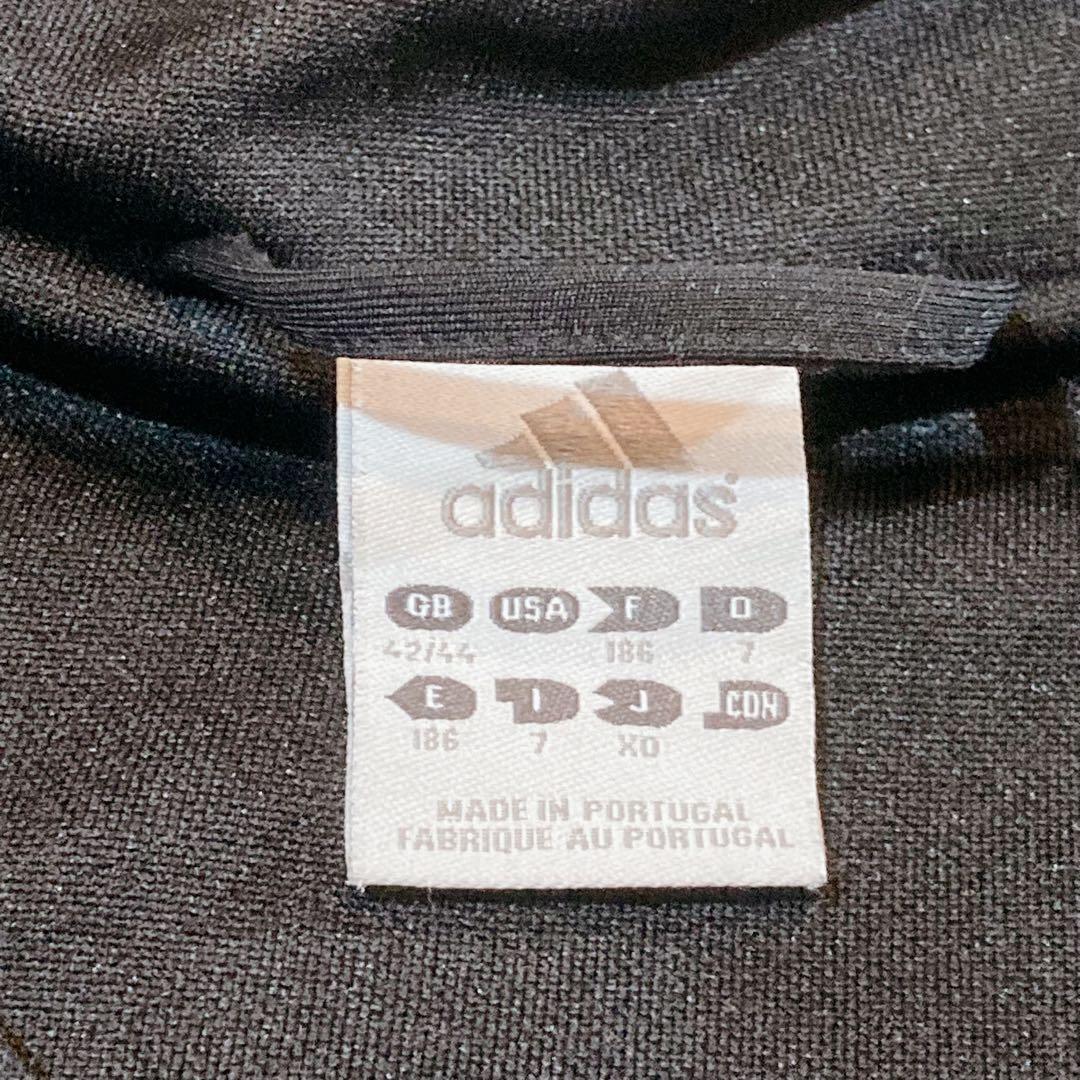 adidas
GB USA F D
42/44 186 7
E I J CDN
186 7 XO
MADE IN PORTUGAL
FABRIQUE AU PORTUGAL